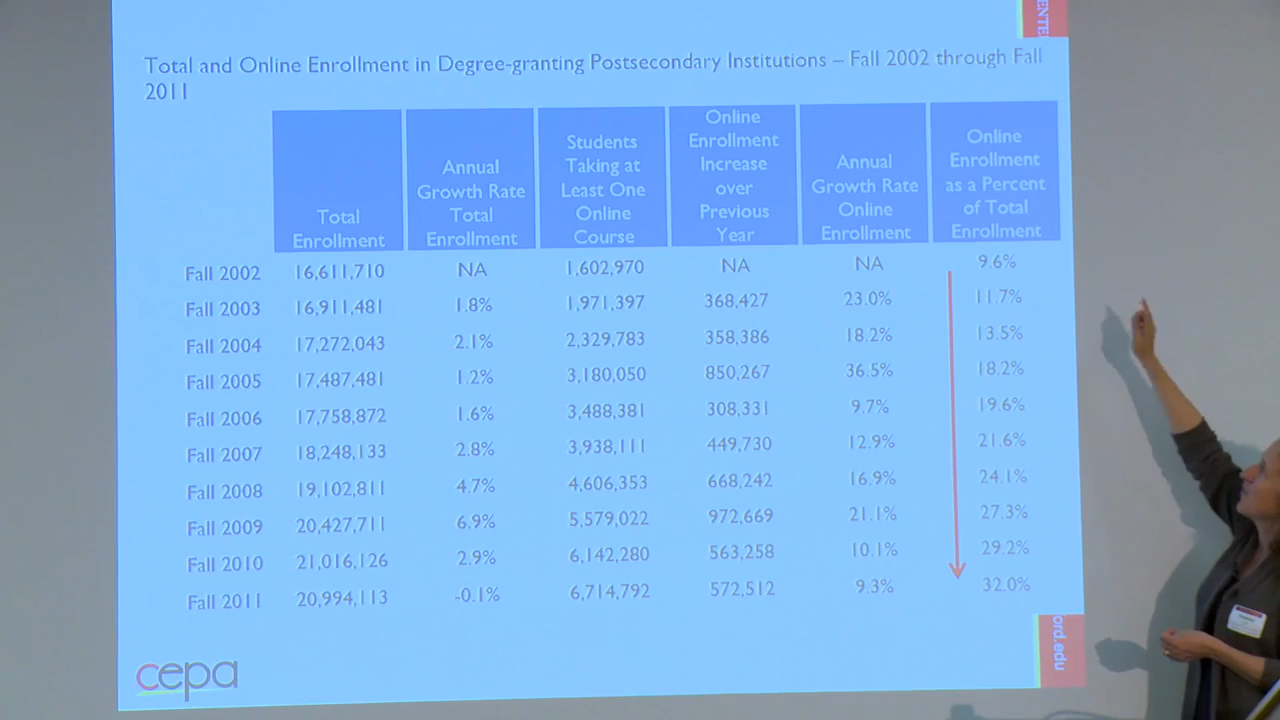 ENTE
Total and Online Enrollment in Degree-granting Postsecondary Institutions – Fall 2002 through Fall
2011
Total Enrollment | Annual Growth Rate Total Enrollment | Students Taking at Least One Online Course | Online Enrollment Increase over Previous Year | Annual Growth Rate Online Enrollment | Online Enrollment as a Percent of Total Enrollment
Fall 2002 16,611,710 NA 1,602,970 NA NA 9.6%
Fall 2003 16,911,481 1.8% 1,971,397 368,427 23.0% 11.7%
Fall 2004 17,272,043 2.1% 2,329,783 358,386 18.2% 13.5%
Fall 2005 17,487,481 1.2% 3,180,050 850,267 36.5% 18.2%
Fall 2006 17,758,872 1.6% 3,488,381 308,331 9.7% 19.6%
Fall 2007 18,248,133 2.8% 3,938,111 449,730 12.9% 21.6%
Fall 2008 19,102,811 4.7% 4,606,353 668,242 16.9% 24.1%
Fall 2009 20,427,711 6.9% 5,579,022 972,669 21.1% 27.3%
Fall 2010 21,016,126 2.9% 6,142,280 563,258 10.1% 29.2%
Fall 2011 20,994,113 -0.1% 6,714,792 572,512 9.3% 32.0%
cepa
ord.edu